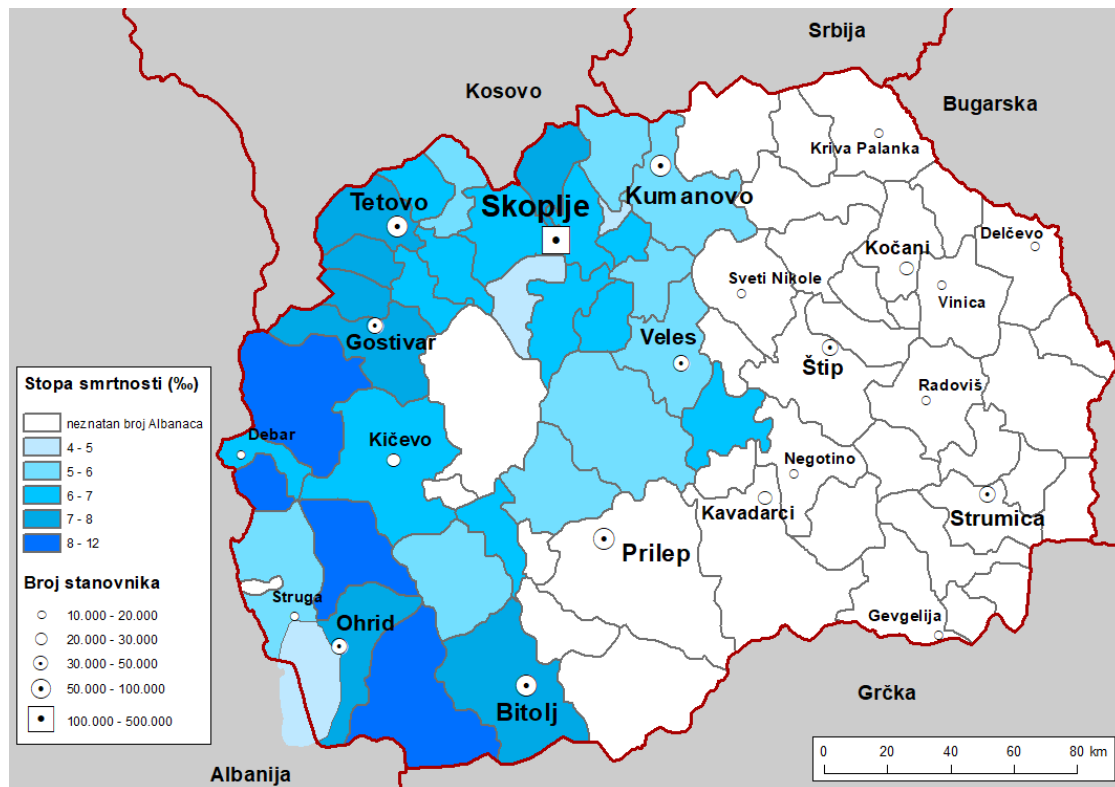 Srbija
Kosovo
Bugarska
Kriva Palanka
Kumanovo
Tetovo
Skoplje
Delčevo
Kočani
Sveti Nikole
Vinica
Gostivar
Veles
Štip
Radoviš
Stopa smrtnosti (‰)
neznatan broj Albanaca
4 - 5
5 - 6
6 - 7
7 - 8
8 - 12
Broj stanovnika
10.000 - 20.000
20.000 - 30.000
30.000 - 50.000
50.000 - 100.000
100.000 - 500.000
Debar
Kičevo
Negotino
Kavadarci
Strumica
Prilep
Struga
Ohrid
Gevgelija
Bitolj
Grčka
Albanija
0 20 40 60 80 km